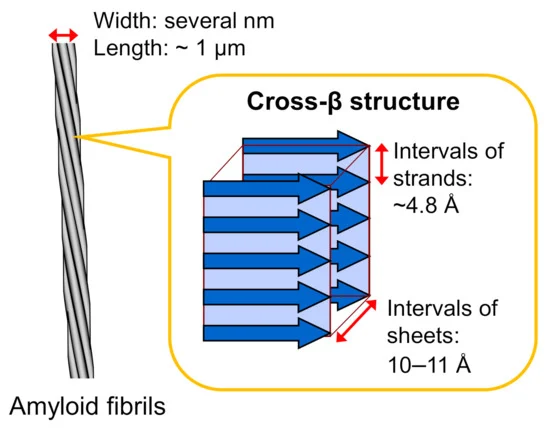 Width: several nm
Length: ~ 1 μm
Cross-β structure
Intervals of
strands:
~4.8 Å
Intervals of
sheets:
10–11 Å
Amyloid fibrils